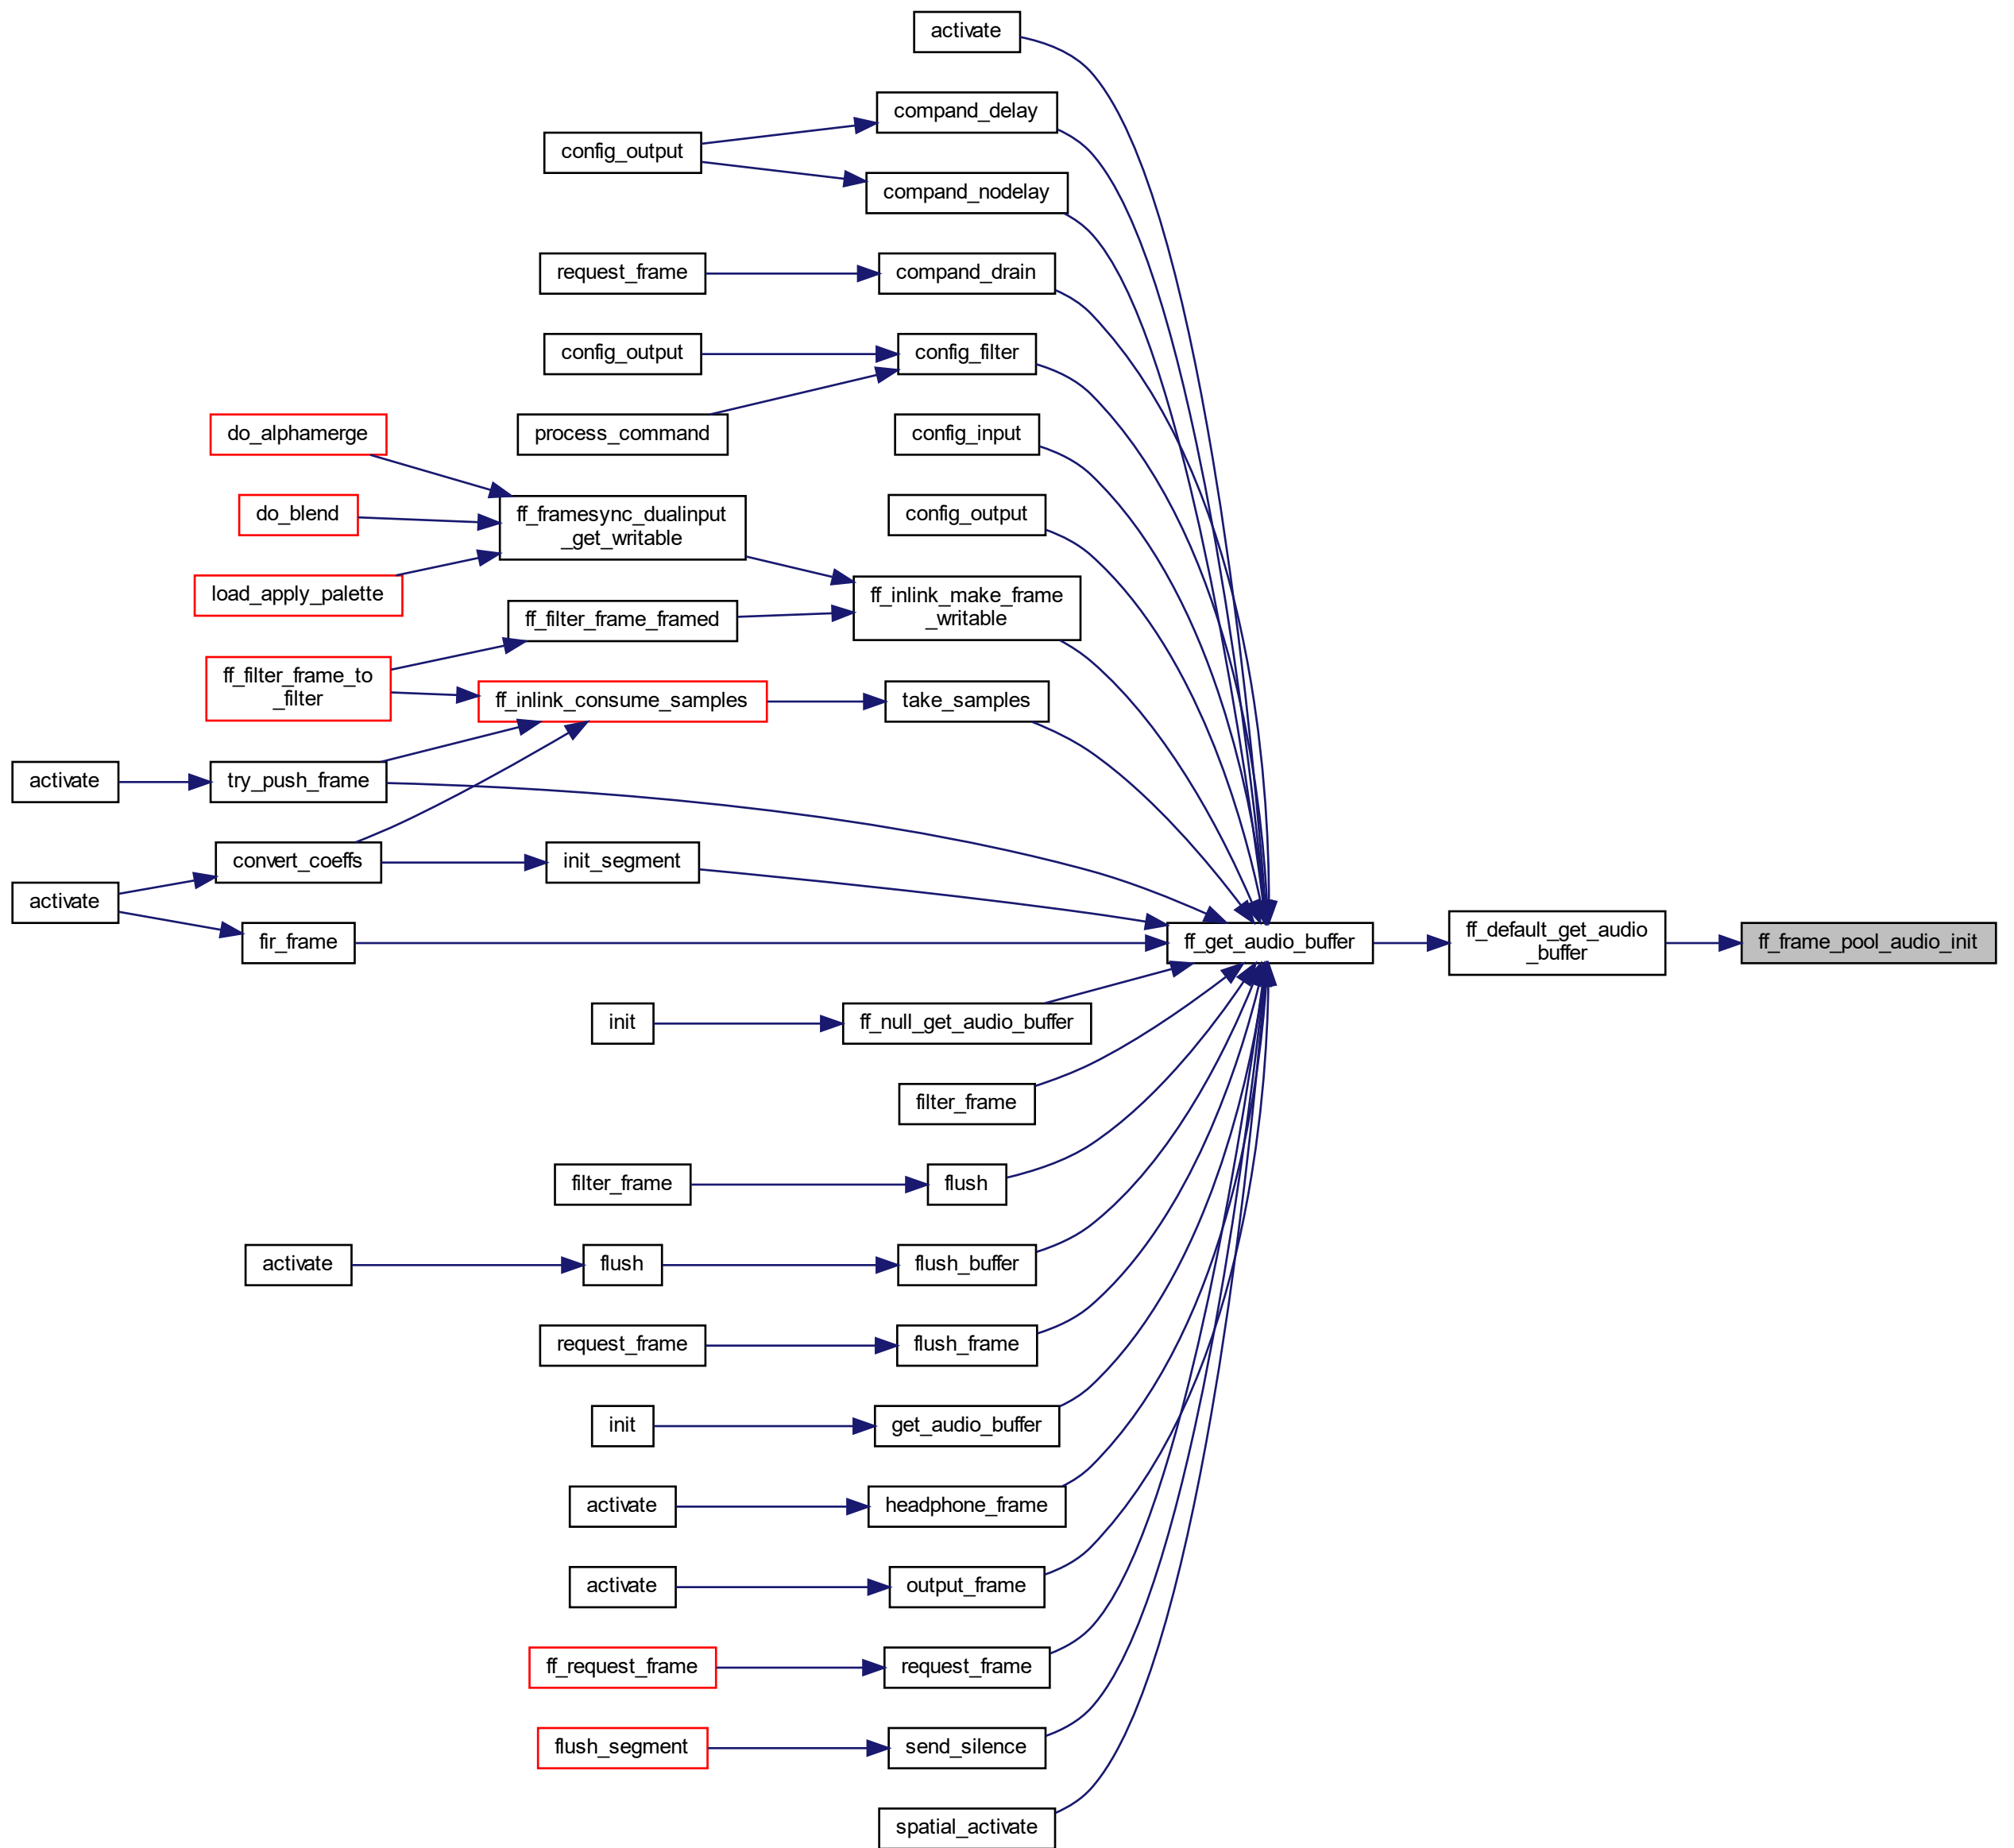 activate
compand_delay
config_output
compand_nodelay
request_frame
compand_drain
config_output
config_filter
process_command
config_input
do_alphamerge
do_blend
ff_framesync_dualinput
_get_writable
config_output
load_apply_palette
ff_filter_frame_framed
ff_inlink_make_frame
_writable
ff_filter_frame_to
_filter
ff_inlink_consume_samples
take_samples
activate
try_push_frame
activate
convert_coeffs
init_segment
fir_frame
ff_get_audio_buffer
ff_default_get_audio
_buffer
ff_frame_pool_audio_init
init
ff_null_get_audio_buffer
filter_frame
filter_frame
flush
activate
flush
flush_buffer
request_frame
flush_frame
init
get_audio_buffer
activate
headphone_frame
activate
output_frame
ff_request_frame
request_frame
flush_segment
send_silence
spatial_activate